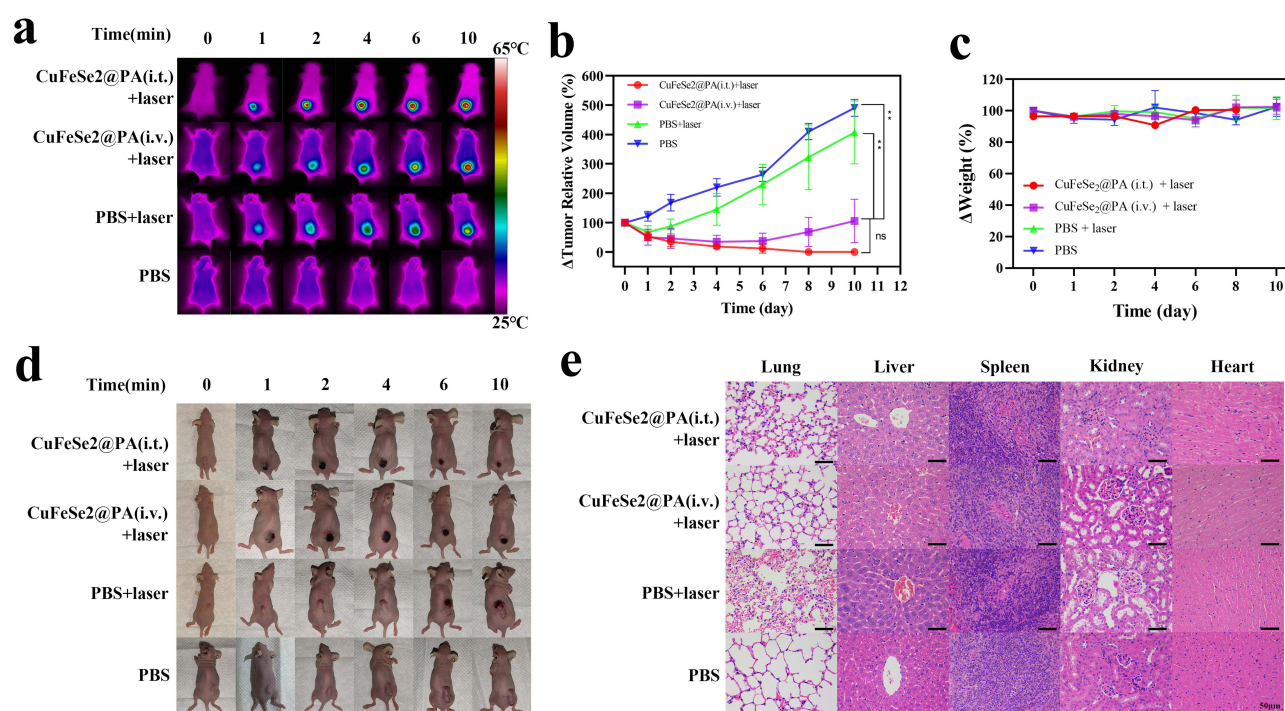 a
Time(min) 0 1 2 4 6 10
65℃
CuFeSe2@PA(i.t.)
+laser
CuFeSe2@PA(i.v.)
+laser
PBS+laser
PBS
25℃
b
ΔTumor Relative Volume (%)
600
500
400
300
200
100
0
CuFeSe2@PA(i.t.)+laser
CuFeSe2@PA(i.v.)+laser
PBS+laser
PBS
**
**
ns
0 1 2 3 4 5 6 7 8 9 10 11 12
Time (day)
c
ΔWeight (%)
120
100
80
60
40
20
0
CuFeSe₂@PA (i.t.) + laser
CuFeSe₂@PA (i.v.) + laser
PBS + laser
PBS
0 1 2 4 6 8 10
Time (day)
d
Time(min) 0 1 2 4 6 10
CuFeSe2@PA(i.t.)
+laser
CuFeSe2@PA(i.v.)
+laser
PBS+laser
PBS
e
Lung Liver Spleen Kidney Heart
CuFeSe2@PA(i.t.)
+laser
CuFeSe2@PA(i.v.)
+laser
PBS+laser
PBS
50μm